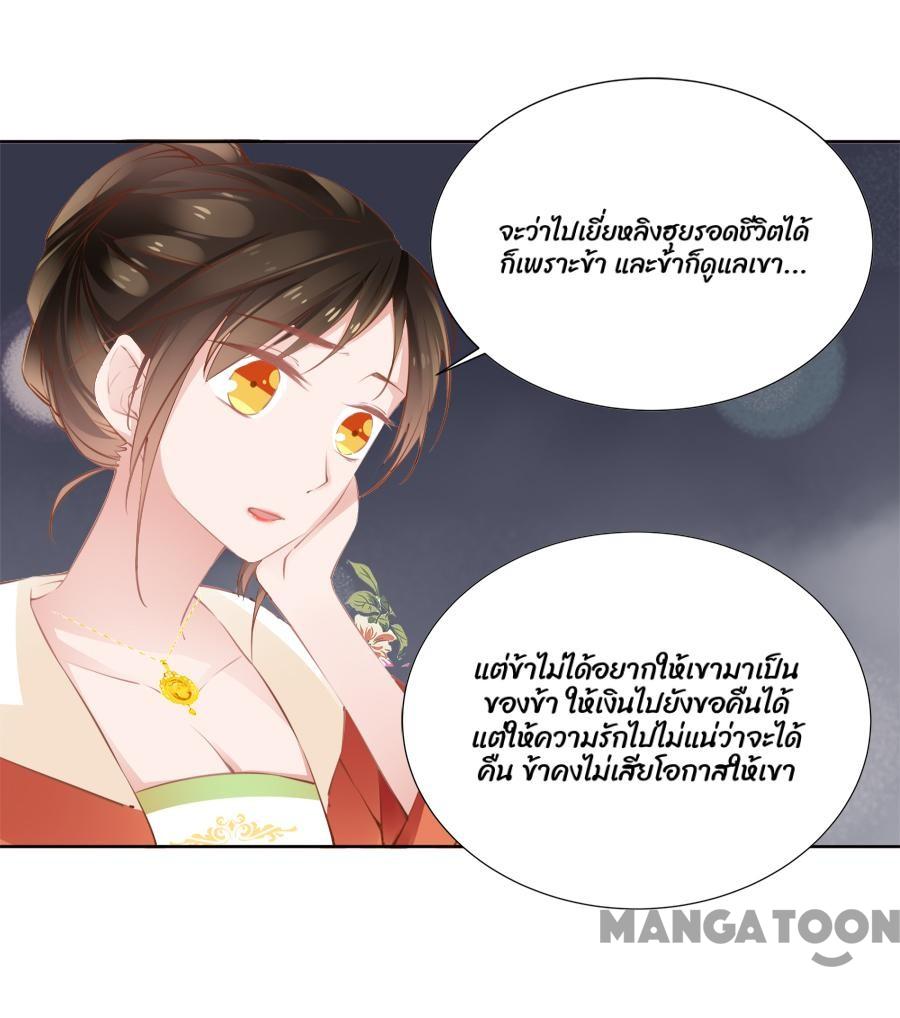 จะว่าไปเยี่ยหลิงฮุยรอดชีวิตได้
ก็เพราะข้า และข้าก็ดูแลเขา...
แต่ข้าไม่ได้อยากให้เขามาเป็น
ของข้า ให้เงินไปยังขอคืนได้
แต่ให้ความรักไปไม่แน่ว่าจะได้
คืน ข้าคงไม่เสียโอกาสให้เขา
MANGATOON